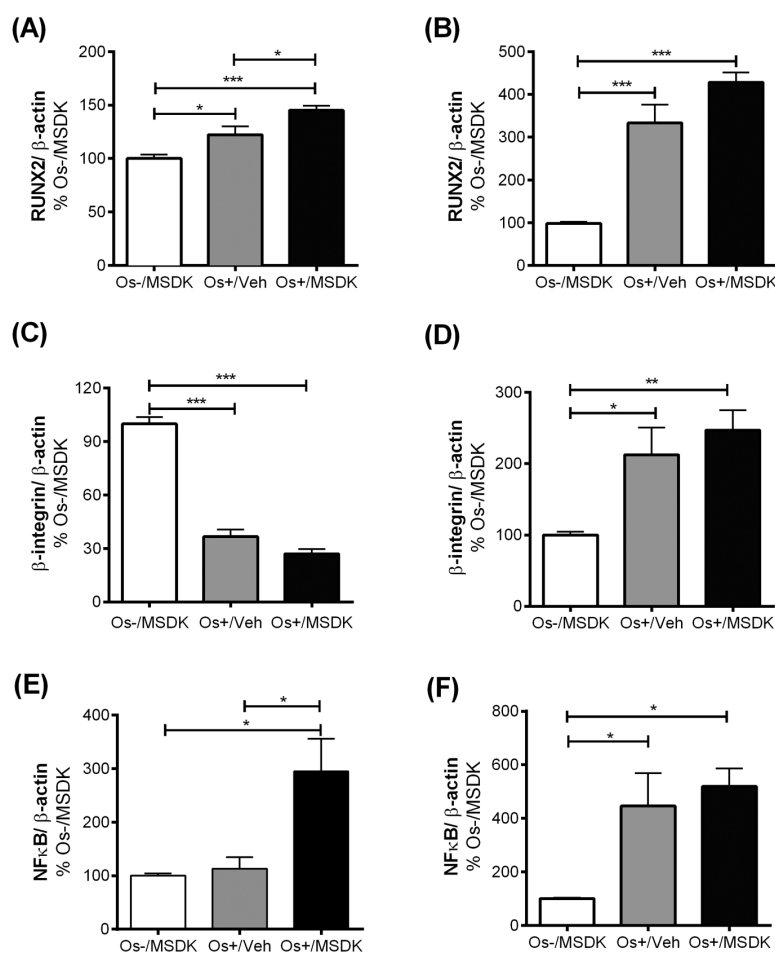 (A)
RUNX2/ β-actin
% Os-/MSDK
200
150
100
50
0
*
***
*
Os-/MSDK Os+/Veh Os+/MSDK
(B)
RUNX2/ β-actin
% Os-/MSDK
500
400
300
200
100
0
***
***
Os-/MSDK Os+/Veh Os+/MSDK
(C)
β-integrin/ β-actin
% Os-/MSDK
120
90
60
30
0
***
***
Os-/MSDK Os+/Veh Os+/MSDK
(D)
β-integrin/ β-actin
% Os-/MSDK
300
200
100
0
**
*
Os-/MSDK Os+/Veh Os+/MSDK
(E)
NFκB/ β-actin
% Os-/MSDK
400
300
200
100
0
*
*
Os-/MSDK Os+/Veh Os+/MSDK
(F)
NFκB/ β-actin
% Os-/MSDK
800
600
400
200
0
*
*
Os-/MSDK Os+/Veh Os+/MSDK